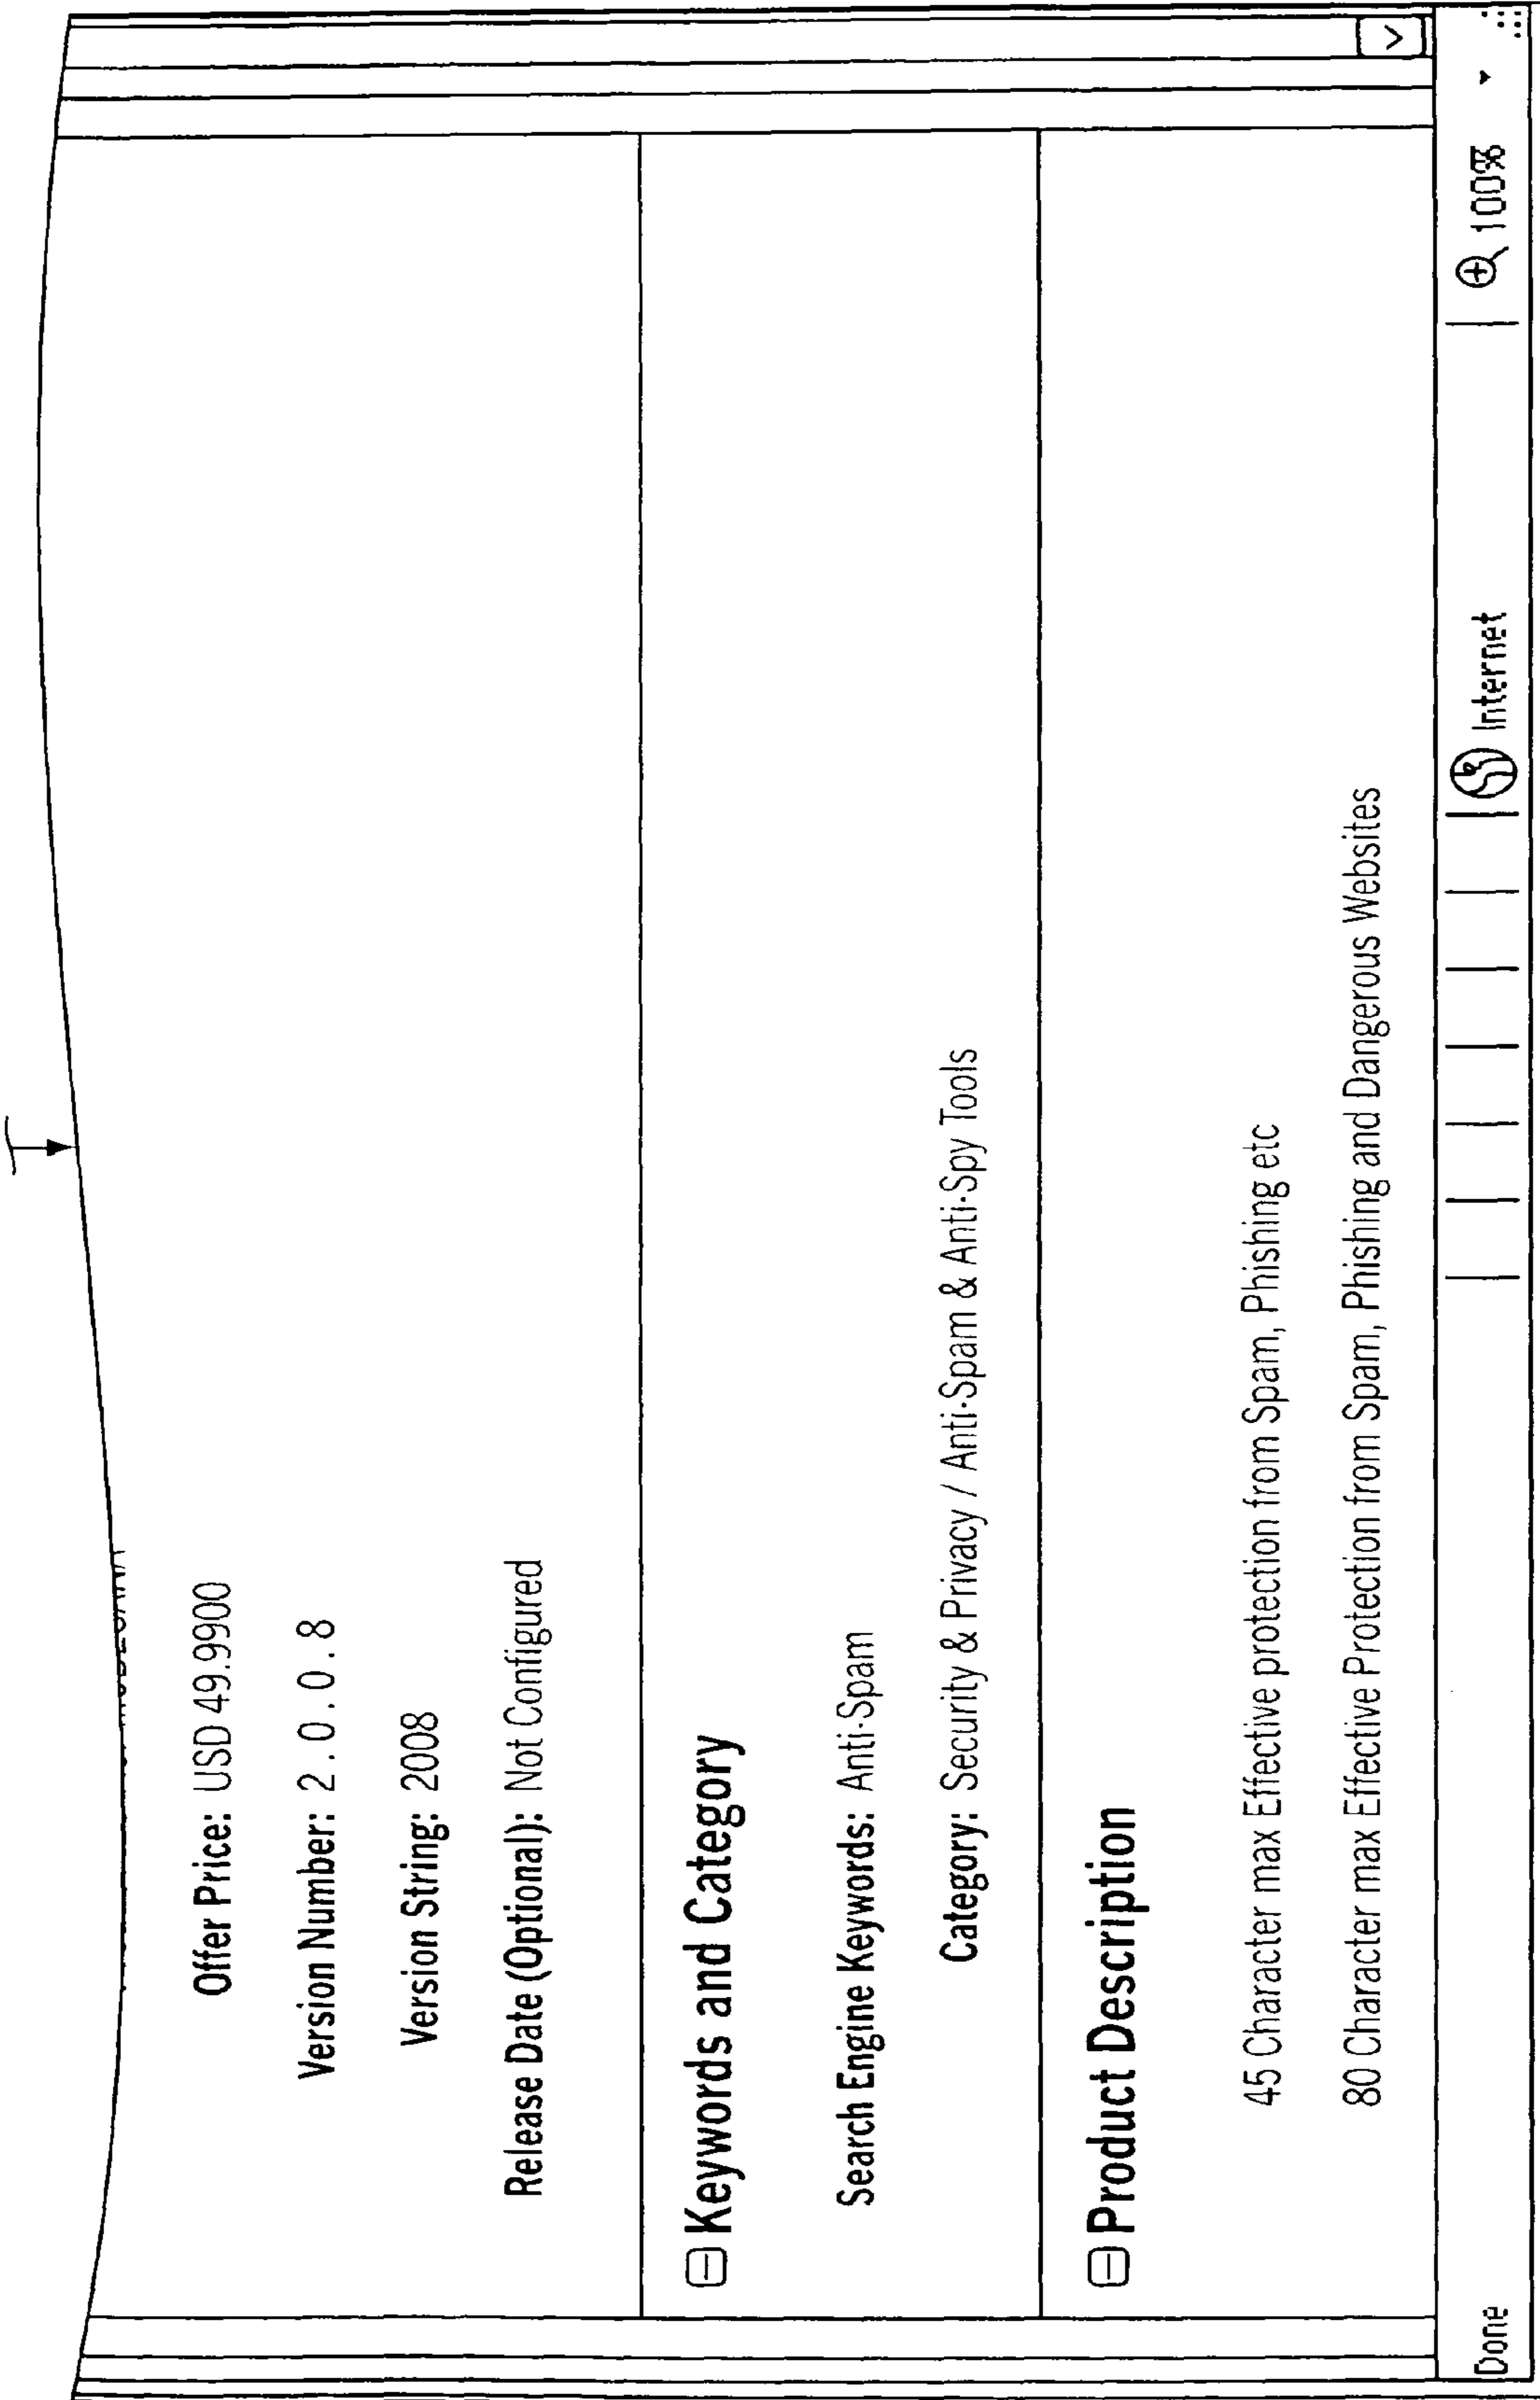 Offer Price: USD 49.9900
Version Number: 2 . 0 . 0 . 8
Version String: 2008
Release Date (Optional): Not Configured
Keywords and Category
Search Engine Keywords: Anti-Spam
Category: Security & Privacy / Anti-Spam & Anti-Spy Tools
Product Description
45 Character max Effective protection from Spam, Phishing etc
80 Character max Effective Protection from Spam, Phishing and Dangerous Websites
Done
Internet
100%